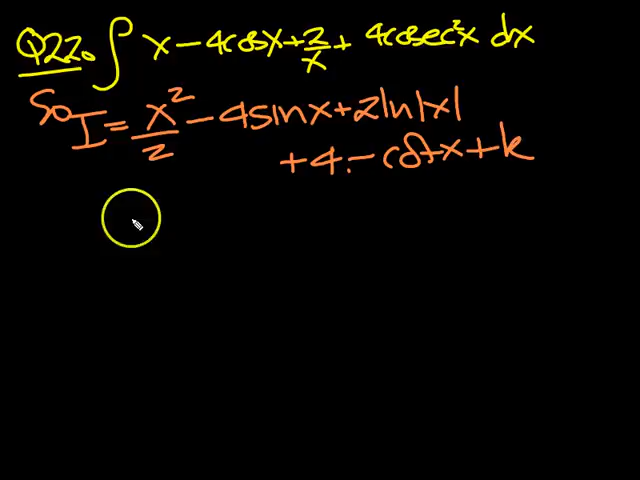 Q22. ∫ x - 4cosx + 2/x + 4cosec²x dx
So I = x²/2 - 4sinx + 2ln|x|
+ 4.-cotx + k